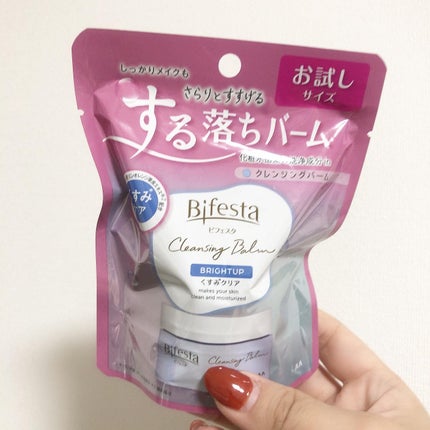 しっかりメイクも
さらりとすすげる
する落ちバーム
お試し
サイズ
クレンジングバーム
Bifesta
ビフェスタ
Cleansing Balm
BRIGHTUP
くすみクリア
makes your skin
clean and moisturized
Bifesta
Cleansing Balm